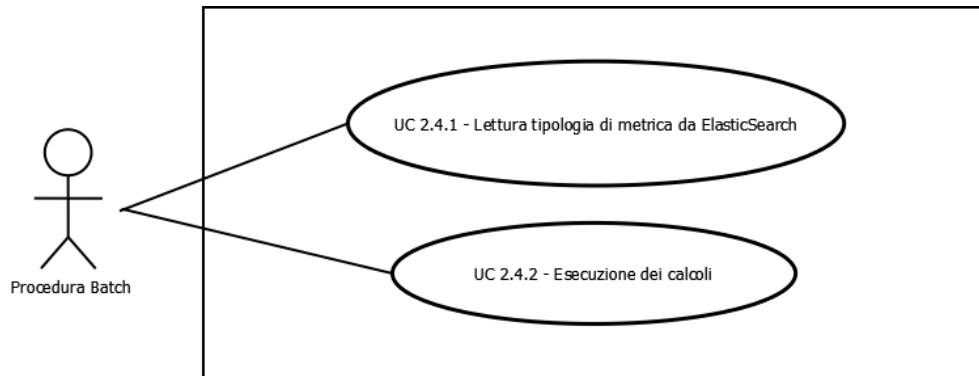 UC 2.4.1 - Lettura tipologia di metrica da ElasticSearch
UC 2.4.2 - Esecuzione dei calcoli
Procedura Batch